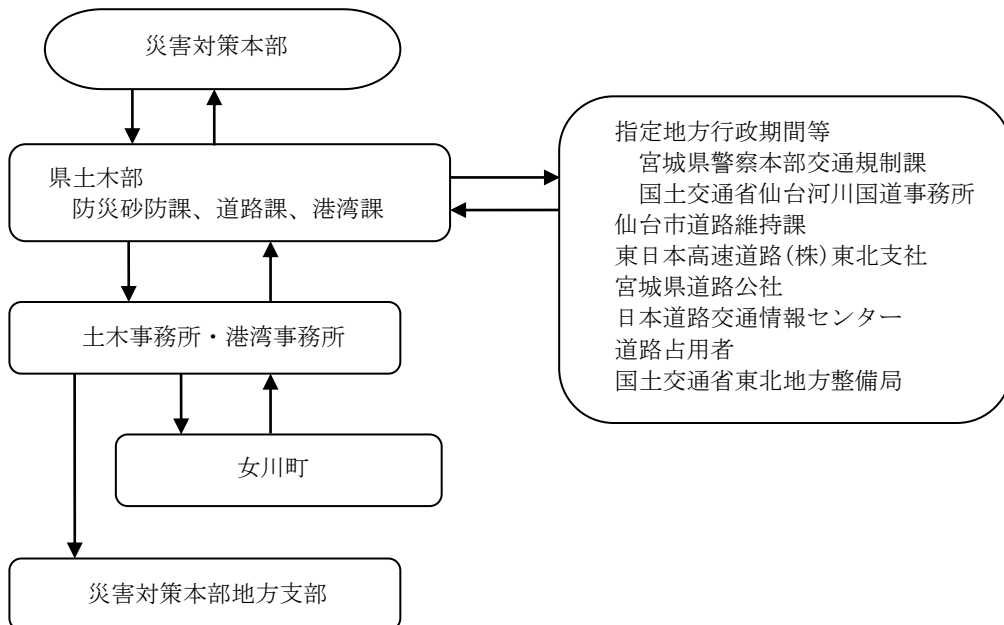 災害対策本部
県土木部
防災砂防課、道路課、港湾課
土木事務所・港湾事務所
女川町
災害対策本部地方支部
指定地方行政期間等
宮城県警察本部交通規制課
国土交通省仙台河川国道事務所
仙台市道路維持課
東日本高速道路(株)東北支社
宮城県道路公社
日本道路交通情報センター
道路占用者
国土交通省東北地方整備局